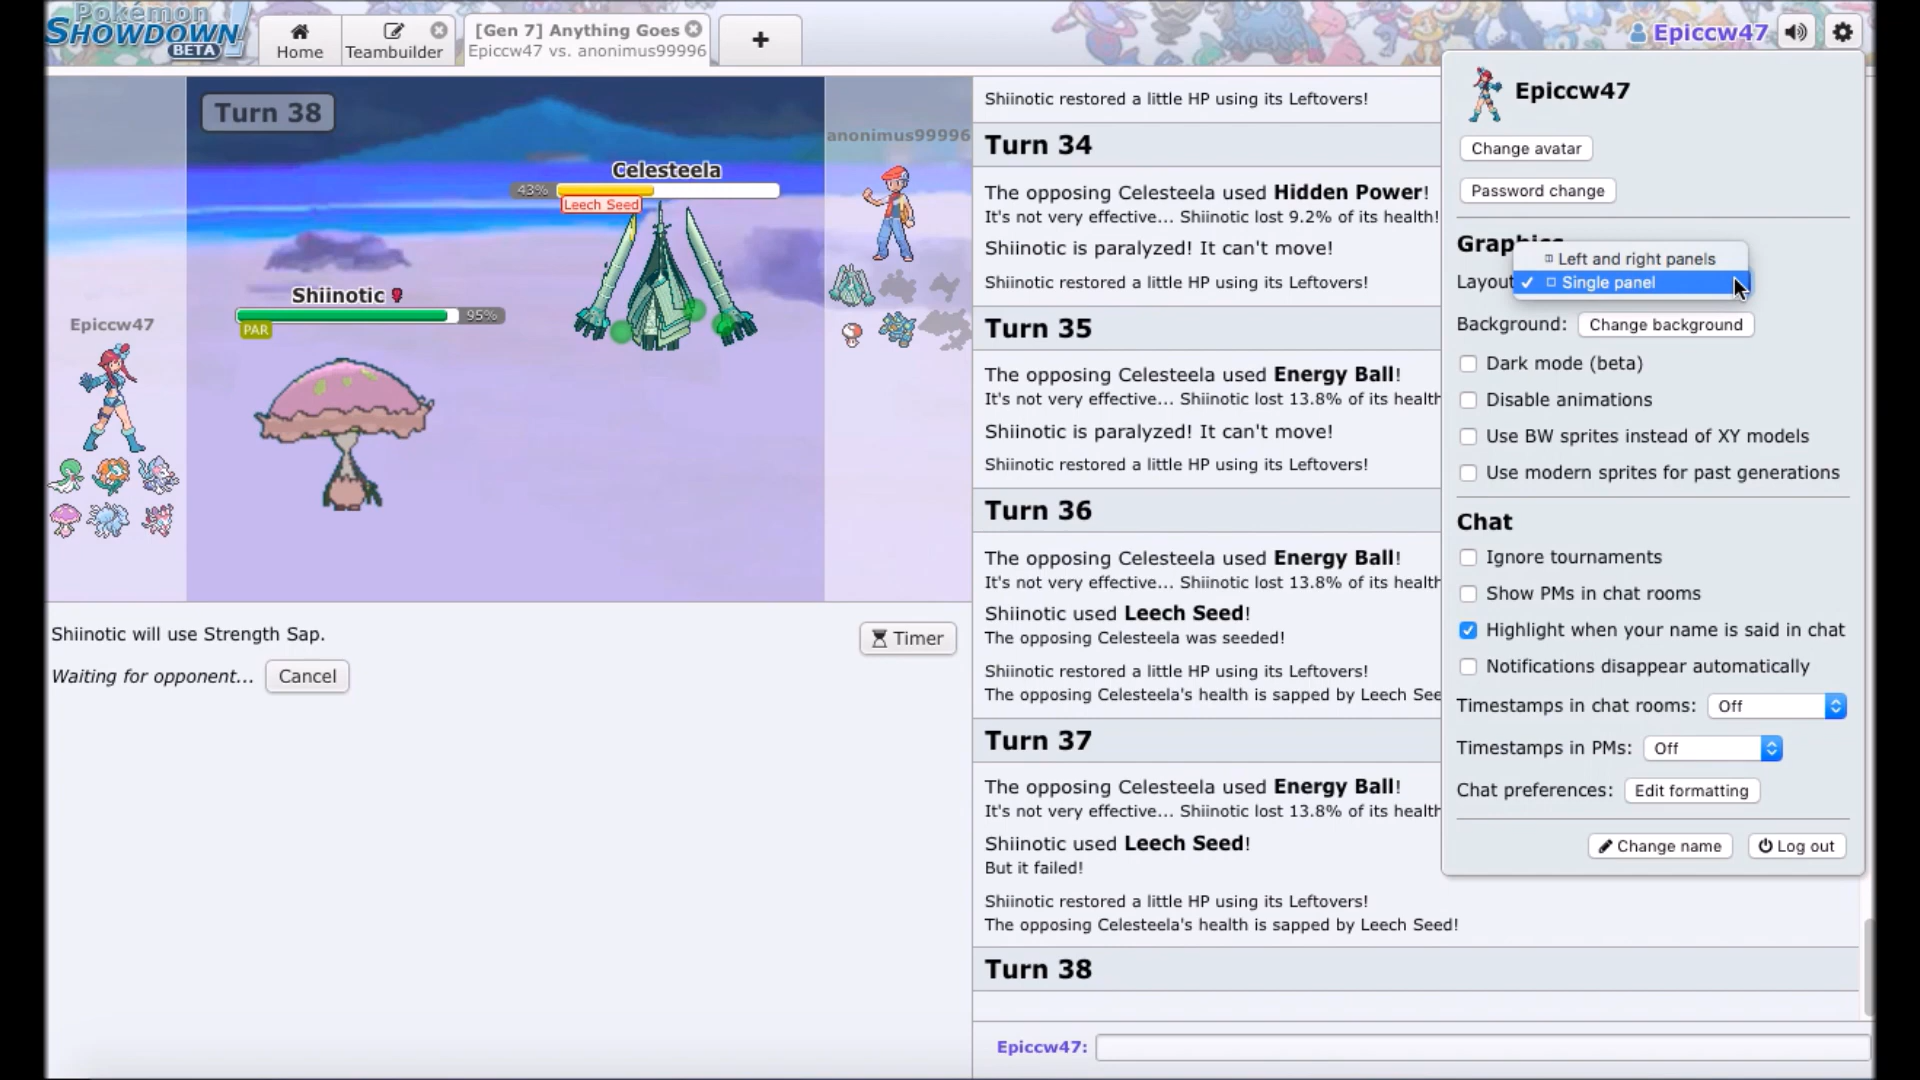 Pokémon
SHOWDOWN
BETA
Home
Teambuilder
[Gen 7] Anything Goes
Epiccw47 vs. anonimus99996
+
Epiccw47
Turn 38
Celesteela
43%
Leech Seed
Shiinotic
95%
PAR
Epiccw47
anonimus99996
Shiinotic will use Strength Sap.
Timer
Waiting for opponent...
Cancel
Shiinotic restored a little HP using its Leftovers!
Turn 34
The opposing Celesteela used Hidden Power!
It's not very effective... Shiinotic lost 9.2% of its health!
Shiinotic is paralyzed! It can't move!
Shiinotic restored a little HP using its Leftovers!
Turn 35
The opposing Celesteela used Energy Ball!
It's not very effective... Shiinotic lost 13.8% of its health
Shiinotic is paralyzed! It can't move!
Shiinotic restored a little HP using its Leftovers!
Turn 36
The opposing Celesteela used Energy Ball!
It's not very effective... Shiinotic lost 13.8% of its health
Shiinotic used Leech Seed!
The opposing Celesteela was seeded!
Shiinotic restored a little HP using its Leftovers!
The opposing Celesteela's health is sapped by Leech See
Turn 37
The opposing Celesteela used Energy Ball!
It's not very effective... Shiinotic lost 13.8% of its health
Shiinotic used Leech Seed!
But it failed!
Shiinotic restored a little HP using its Leftovers!
The opposing Celesteela's health is sapped by Leech Seed!
Turn 38
Epiccw47:
Epiccw47
Change avatar
Password change
Graphics
Left and right panels
Layout
✓ Single panel
Background: Change background
Dark mode (beta)
Disable animations
Use BW sprites instead of XY models
Use modern sprites for past generations
Chat
Ignore tournaments
Show PMs in chat rooms
Highlight when your name is said in chat
Notifications disappear automatically
Timestamps in chat rooms: Off
Timestamps in PMs: Off
Chat preferences: Edit formatting
Change name
Log out